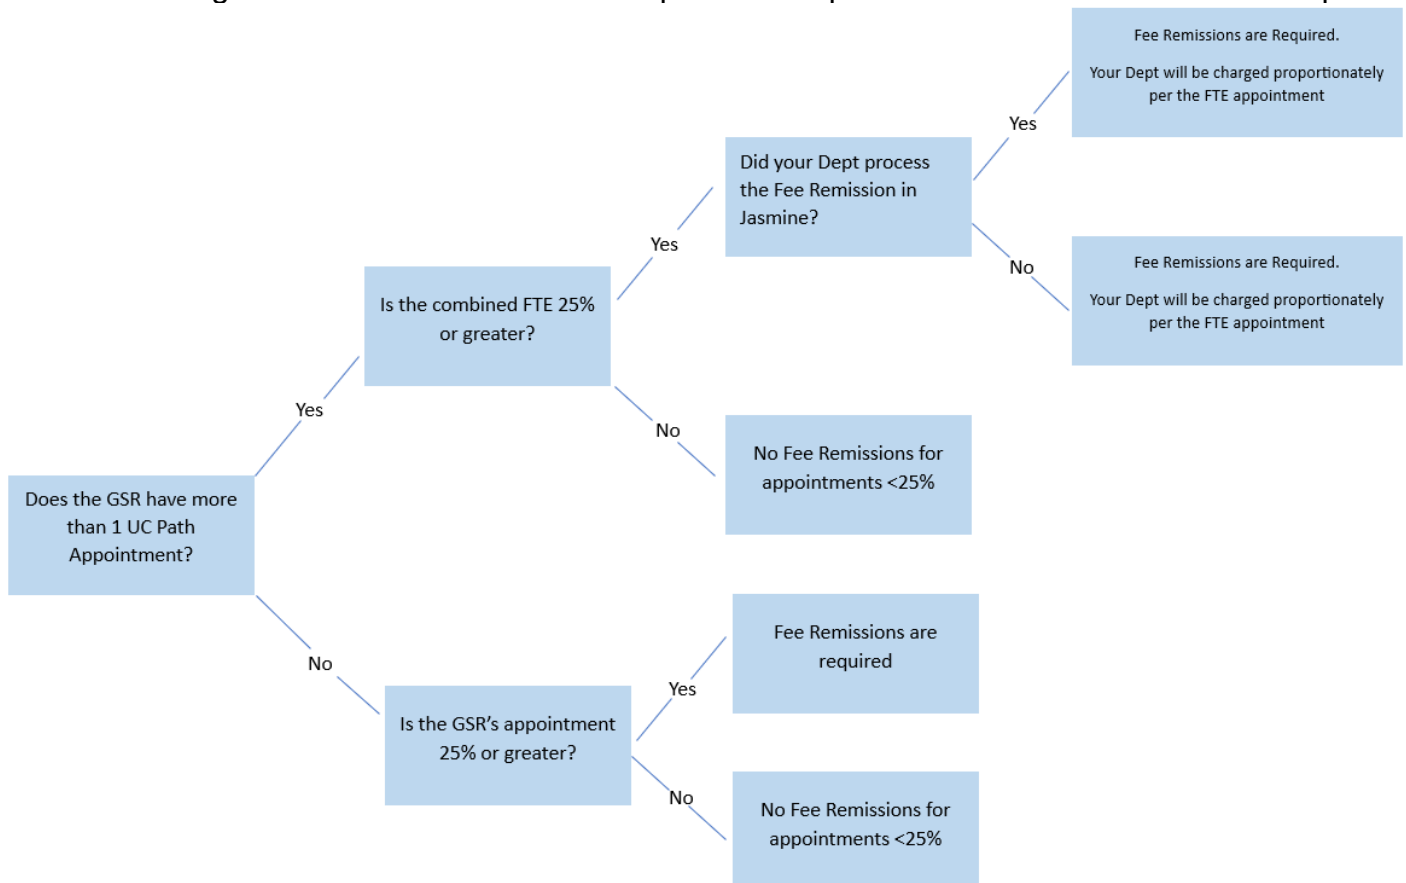 Fee Remissions are Required.
Your Dept will be charged proportionately
per the FTE appointment
Yes
Did your Dept process
the Fee Remission in
Jasmine?
Yes
No
Fee Remissions are Required.
Your Dept will be charged proportionately
per the FTE appointment
Is the combined FTE 25%
or greater?
Yes
No
No Fee Remissions for
appointments <25%
Does the GSR have more
than 1 UC Path
Appointment?
No
Fee Remissions are
required
Yes
Is the GSR’s appointment
25% or greater?
No
No Fee Remissions for
appointments <25%